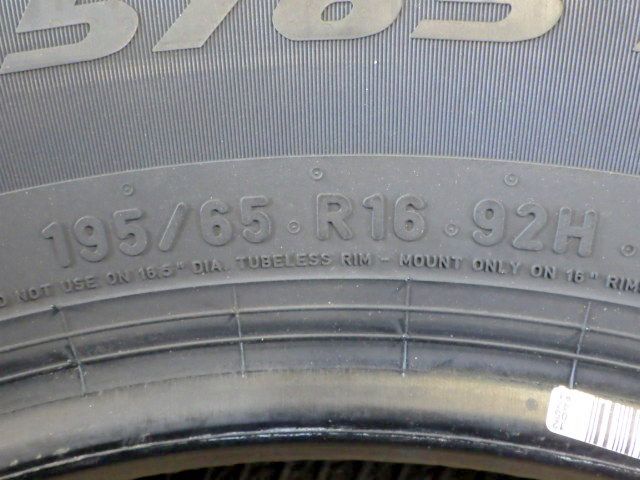 5/65
195/65 R16 92H
DO NOT USE ON 16.5" DIA. TUBELESS RIM - MOUNT ONLY ON 16" RIM